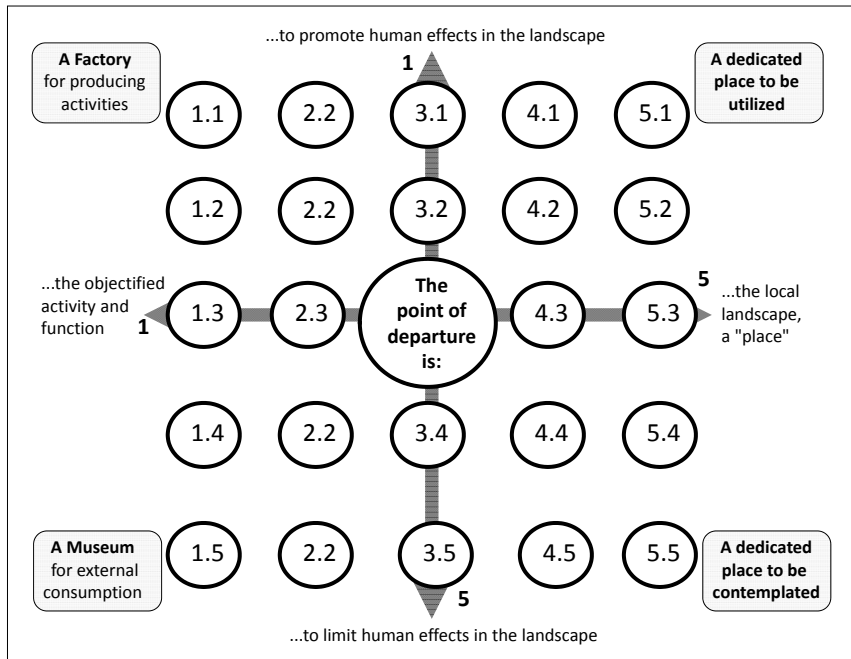 ...to promote human effects in the landscape
A Factory
for producing
activities
1
A dedicated
place to be
utilized
1.1
2.2
3.1
4.1
5.1
1.2
2.2
3.2
4.2
5.2
...the objectified
activity and
function
1
1.3
2.3
The
point of
departure
is:
4.3
5.3
5
...the local
landscape,
a "place"
1.4
2.2
3.4
4.4
5.4
A Museum
for external
consumption
1.5
2.2
3.5
4.5
5.5
A dedicated
place to be
contemplated
5
...to limit human effects in the landscape